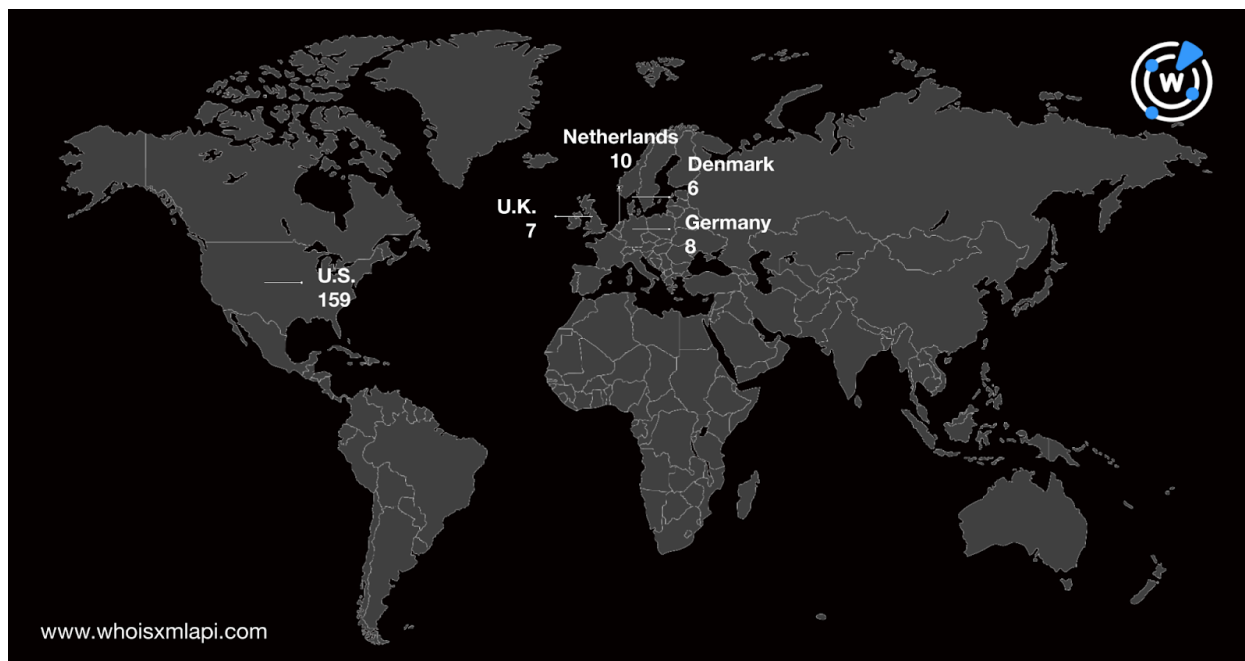 Netherlands
10
Denmark
6
U.K.
7
Germany
8
U.S.
159
W
www.whoisxmlapi.com